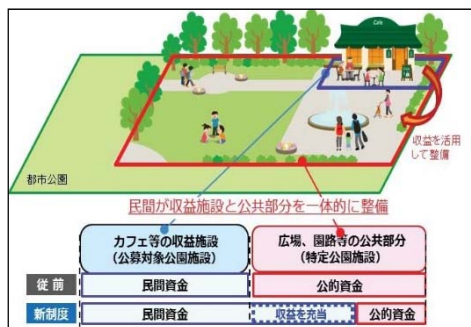 Cafe
収益を活用
して整備
都市公園
民間が収益施設と公共部分を一体的に整備
カフェ等の収益施設
(公募対象公園施設)
広場、園路等の公共部分
(特定公園施設)
従前
民間資金
公的資金
新制度
民間資金
収益を充当
公的資金